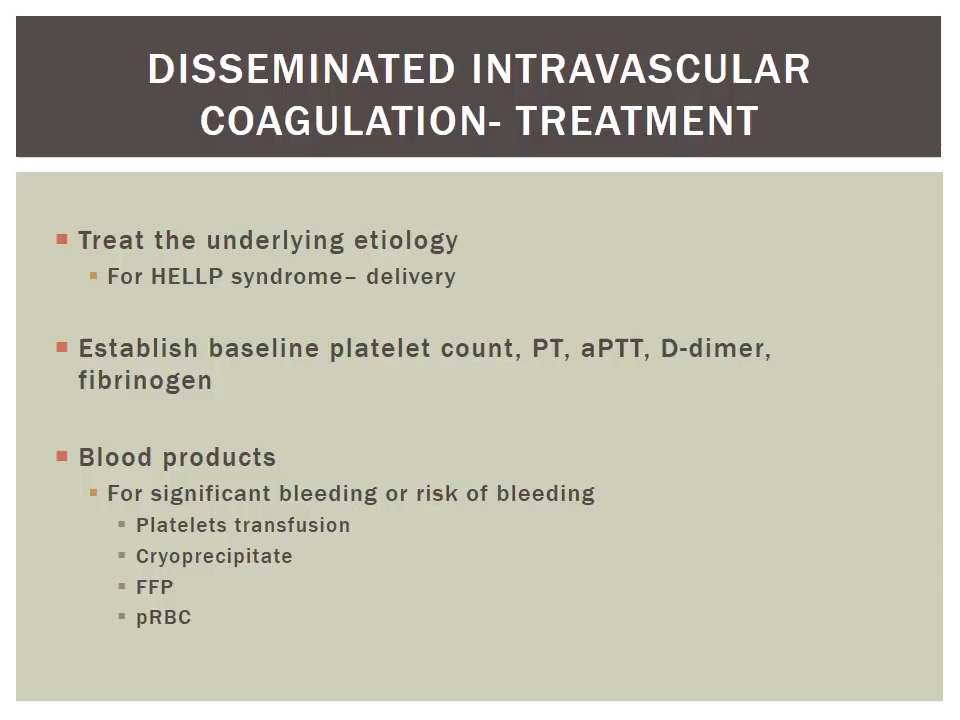 DISSEMINATED INTRAVASCULAR
COAGULATION- TREATMENT
Treat the underlying etiology
For HELLP syndrome– delivery
Establish baseline platelet count, PT, aPTT, D-dimer,
fibrinogen
Blood products
For significant bleeding or risk of bleeding
Platelets transfusion
Cryoprecipitate
FFP
pRBC